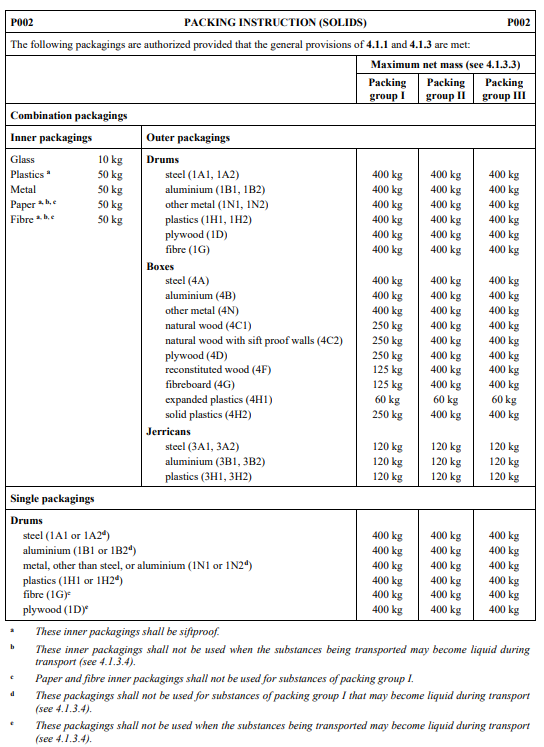 P002 PACKING INSTRUCTION (SOLIDS) P002
The following packagings are authorized provided that the general provisions of 4.1.1 and 4.1.3 are met:
Maximum net mass (see 4.1.3.3)
Packing group I Packing group II Packing group III
Combination packagings
Inner packagings Outer packagings
Glass 10 kg Drums
Plastics a 50 kg steel (1A1, 1A2) 400 kg 400 kg 400 kg
Metal 50 kg aluminium (1B1, 1B2) 400 kg 400 kg 400 kg
Paper a, b, c 50 kg other metal (1N1, 1N2) 400 kg 400 kg 400 kg
Fibre a, b, c 50 kg plastics (1H1, 1H2) 400 kg 400 kg 400 kg
plywood (1D) 400 kg 400 kg 400 kg
fibre (1G) 400 kg 400 kg 400 kg
Boxes
steel (4A) 400 kg 400 kg 400 kg
aluminium (4B) 400 kg 400 kg 400 kg
other metal (4N) 400 kg 400 kg 400 kg
natural wood (4C1) 250 kg 400 kg 400 kg
natural wood with sift proof walls (4C2) 250 kg 400 kg 400 kg
plywood (4D) 250 kg 400 kg 400 kg
reconstituted wood (4F) 125 kg 400 kg 400 kg
fibreboard (4G) 125 kg 400 kg 400 kg
expanded plastics (4H1) 60 kg 60 kg 60 kg
solid plastics (4H2) 250 kg 400 kg 400 kg
Jerricans
steel (3A1, 3A2) 120 kg 120 kg 120 kg
aluminium (3B1, 3B2) 120 kg 120 kg 120 kg
plastics (3H1, 3H2) 120 kg 120 kg 120 kg
Single packagings
Drums
steel (1A1 or 1A2d) 400 kg 400 kg 400 kg
aluminium (1B1 or 1B2d) 400 kg 400 kg 400 kg
metal, other than steel, or aluminium (1N1 or 1N2d) 400 kg 400 kg 400 kg
plastics (1H1 or 1H2d) 400 kg 400 kg 400 kg
fibre (1G)e 400 kg 400 kg 400 kg
plywood (1D)e 400 kg 400 kg 400 kg
a These inner packagings shall be siftproof.
b These inner packagings shall not be used when the substances being transported may become liquid during
transport (see 4.1.3.4).
c Paper and fibre inner packagings shall not be used for substances of packing group I.
d These packagings shall not be used for substances of packing group I that may become liquid during transport
(see 4.1.3.4).
e These packagings shall not be used when the substances being transported may become liquid during
transport (see 4.1.3.4).